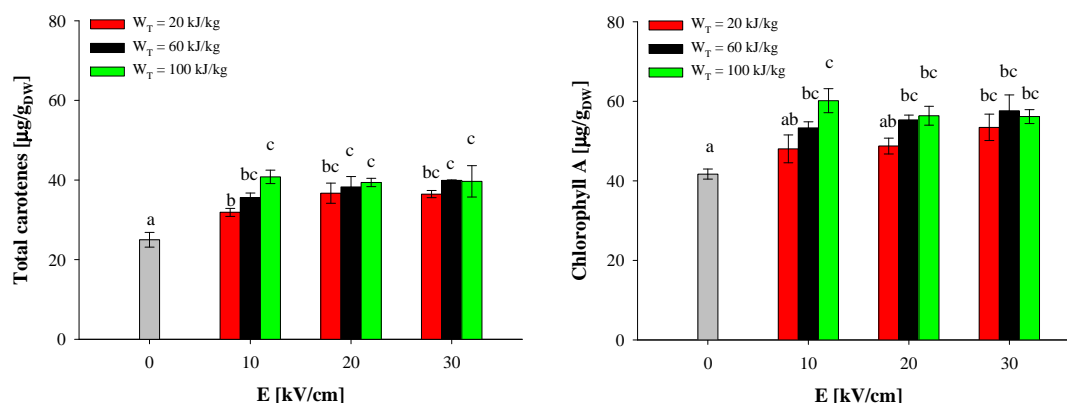 80
W_T = 20 kJ/kg
W_T = 60 kJ/kg
W_T = 100 kJ/kg
60
40
20
0
Total carotenes [µg/g_DW]
a
b
bc
c
bc
c
c
bc
c
c
0
10
20
30
E [kV/cm]
80
W_T = 20 kJ/kg
W_T = 60 kJ/kg
W_T = 100 kJ/kg
60
40
20
0
Chlorophyll A [µg/g_DW]
a
ab
bc
c
ab
bc
bc
bc
bc
bc
0
10
20
30
E [kV/cm]